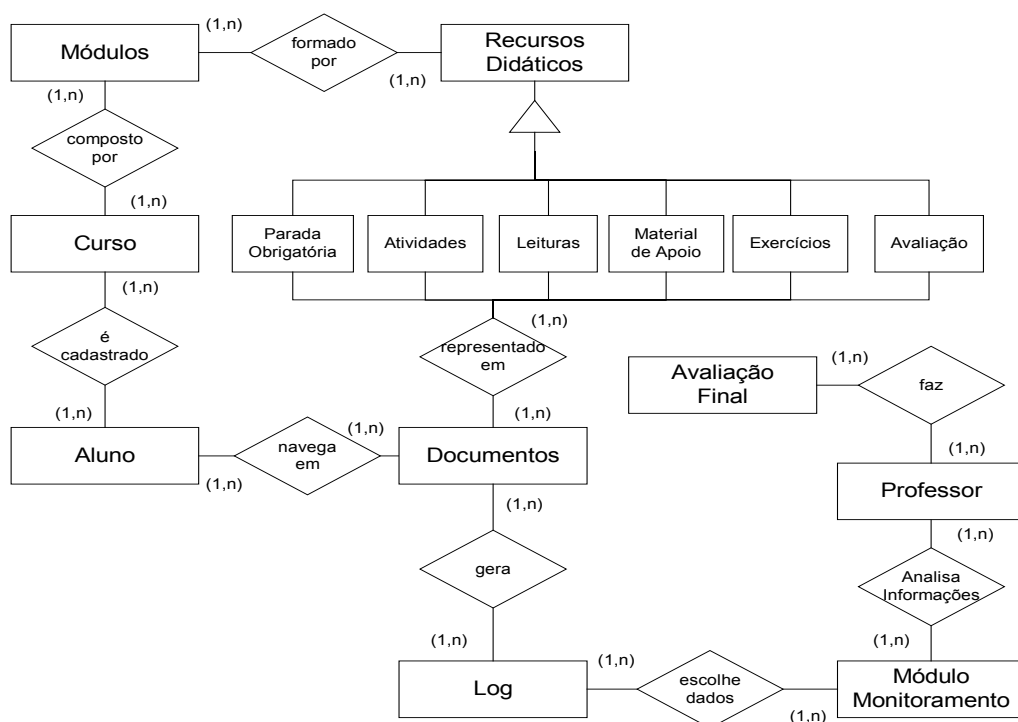 (1,n)
Módulos
formado
por
Recursos
Didáticos
(1,n)
(1,n)
composto
por
(1,n)
Curso
Parada
Obrigatória
Atividades
Leituras
Material
de Apoio
Exercícios
Avaliação
(1,n)
(1,n)
é
cadastrado
representado
em
(1,n)
Avaliação
Final
faz
(1,n)
(1,n)
(1,n)
Aluno
navega
em
Documentos
(1,n)
(1,n)
Professor
(1,n)
(1,n)
gera
Analisa
Informações
(1,n)
(1,n)
(1,n)
Log
escolhe
dados
Módulo
Monitoramento
(1,n)